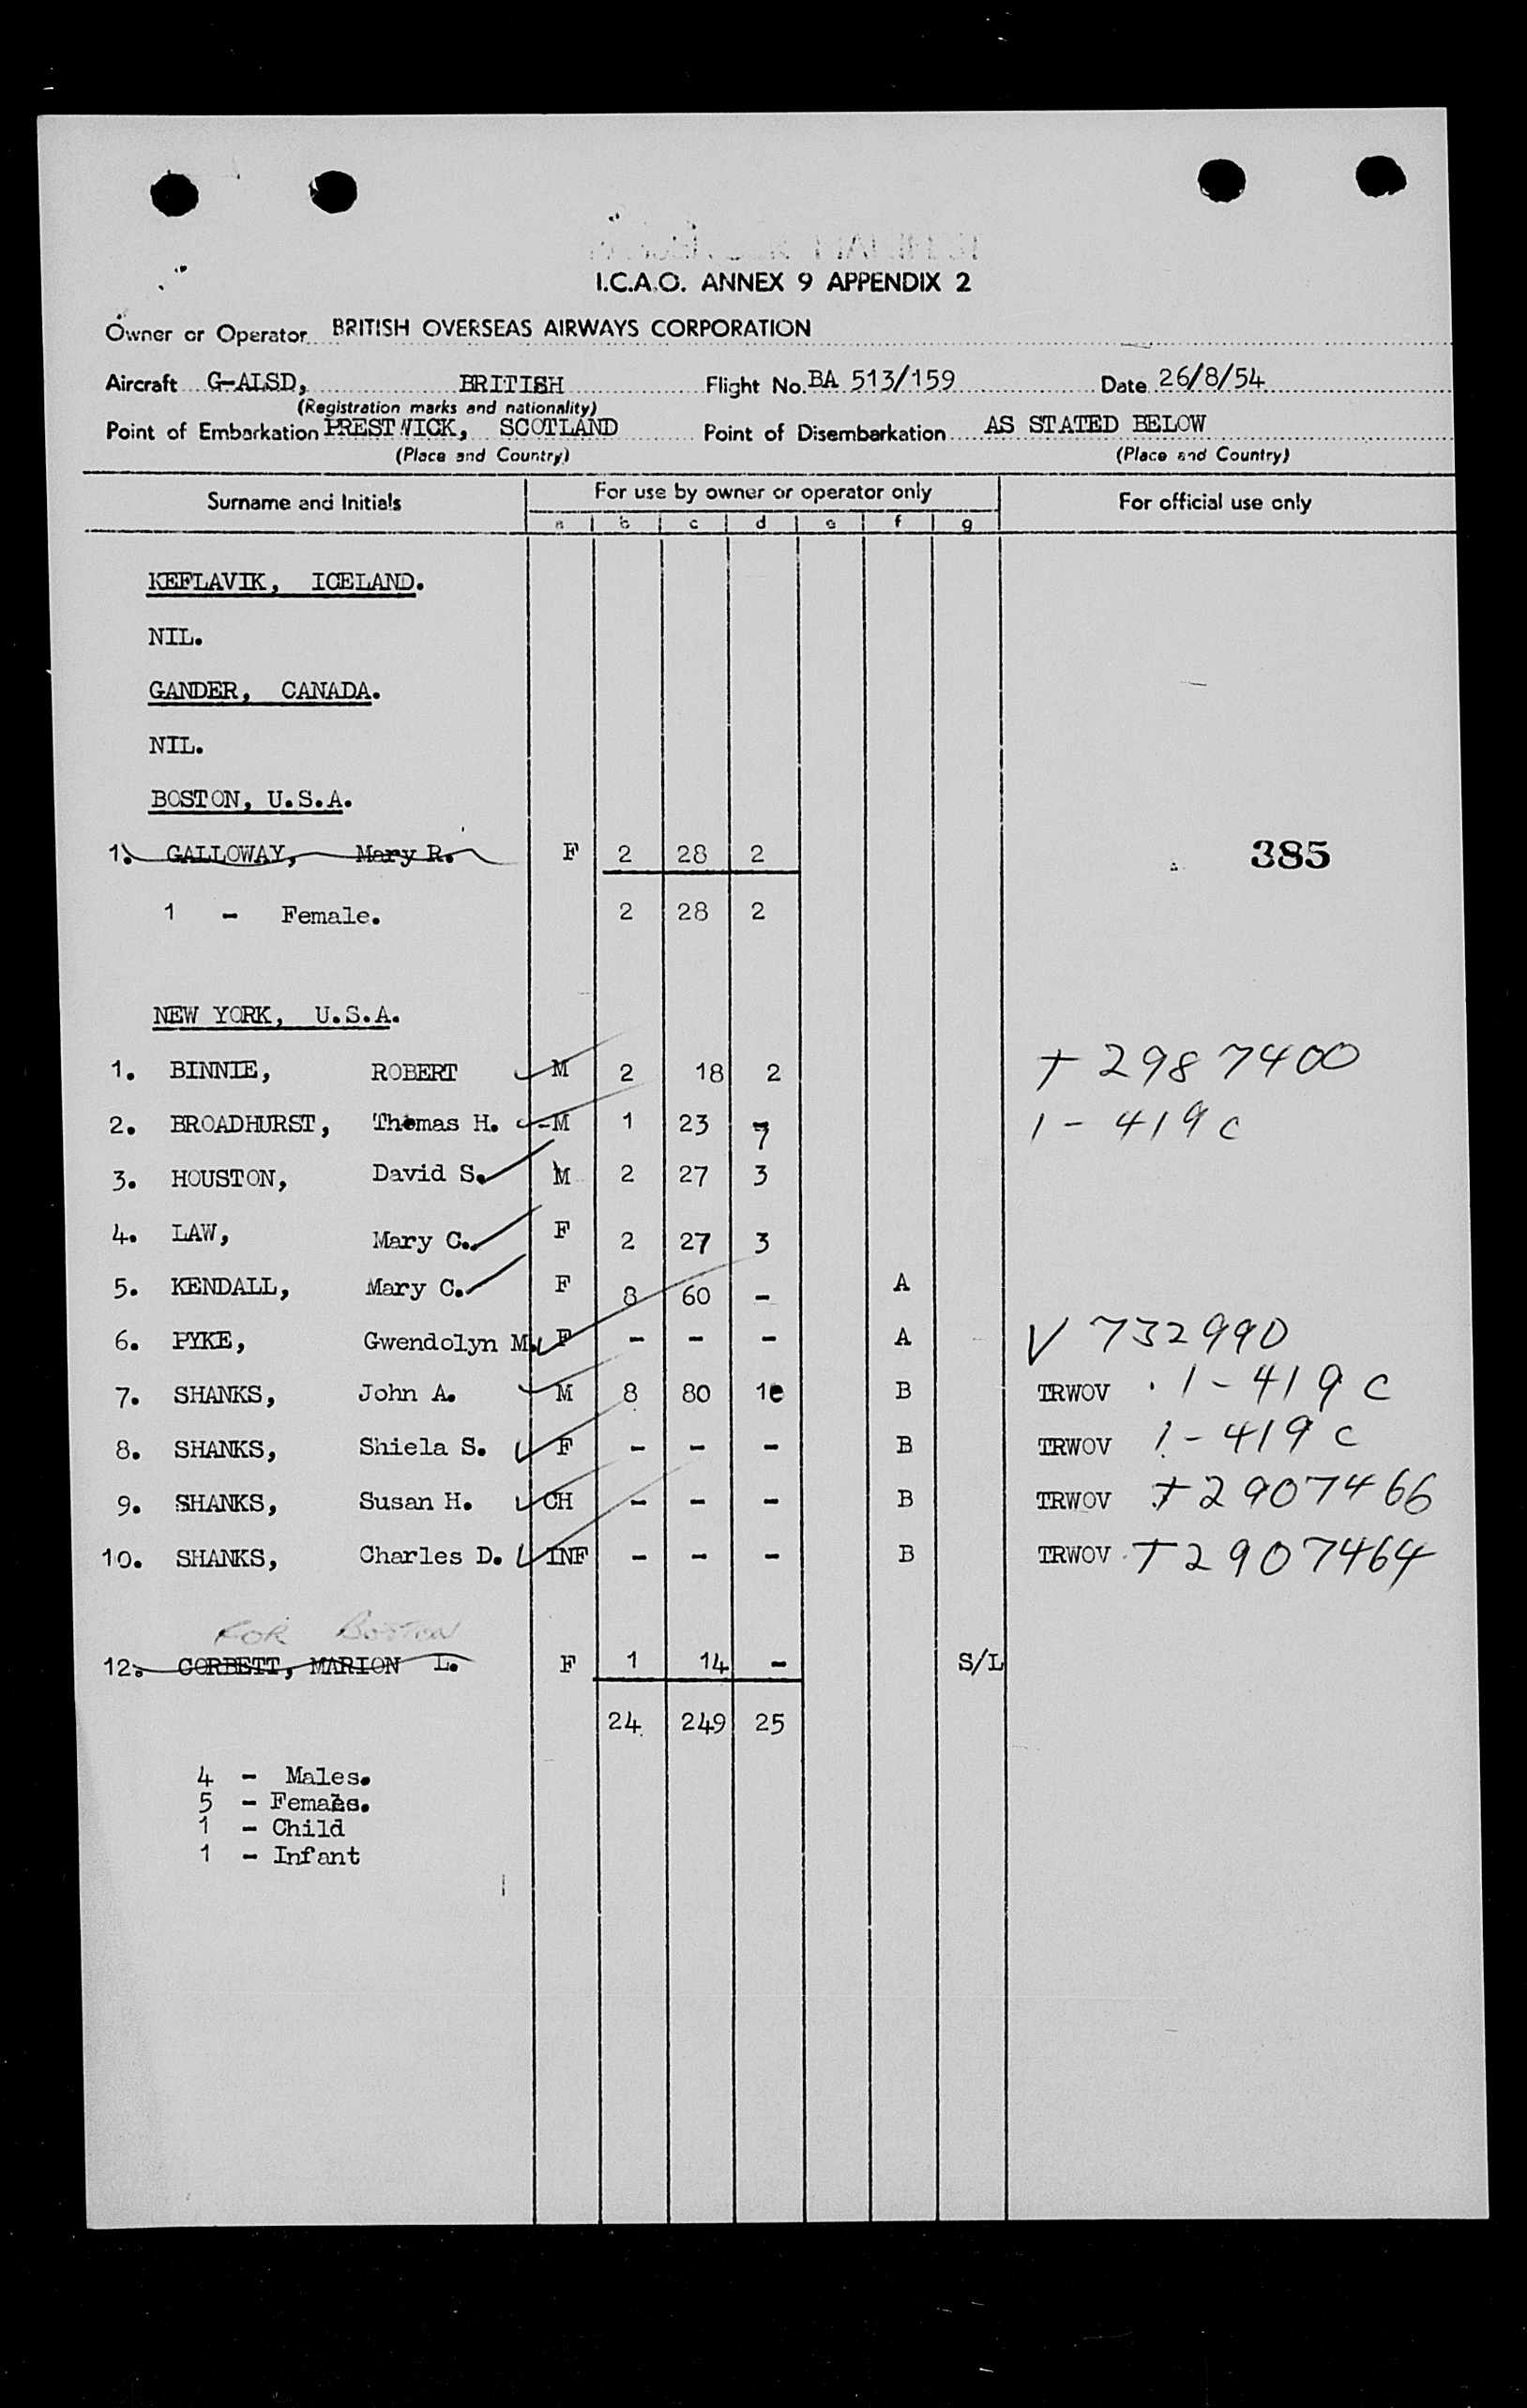 I.C.A.O. ANNEX 9 APPENDIX 2
Owner or Operator BRITISH OVERSEAS AIRWAYS CORPORATION
Aircraft G-ALSD, BRITISH Flight No. BA 513/159 Date 26/8/54
(Registration marks and nationality)
Point of Embarkation PRESTWICK, SCOTLAND Point of Disembarkation AS STATED BELOW
(Place and Country) (Place and Country)
Surname and Initials For use by owner or operator only For official use only
a b c d e f g
KEFLAVIK, ICELAND.
NIL.
GANDER, CANADA.
NIL.
BOSTON, U.S.A.
1. GALLOWAY, Mary R. F 2 28 2 385
1 - Female. 2 28 2
NEW YORK, U.S.A.
1. BINNIE, ROBERT M 2 18 2 T 2987400
2. BROADHURST, Thomas H. M 1 23 7 1-419c
3. HOUSTON, David S. M 2 27 3
4. LAW, Mary C. F 2 27 3
5. KENDALL, Mary C. F 8 60 - A
6. PYKE, Gwendolyn M. F - - - A V 732990
7. SHANKS, John A. M 8 80 10 B TRWOV 1-419c
8. SHANKS, Shiela S. F - - - B TRWOV 1-419c
9. SHANKS, Susan H. CH - - - B TRWOV T2907466
10. SHANKS, Charles D. INF - - - B TRWOV T2907464
FOR BOSTON
12. CORBETT, MARION L. F 1 14 - S/L
24 249 25
4 - Males.
5 - Females.
1 - Child
1 - Infant